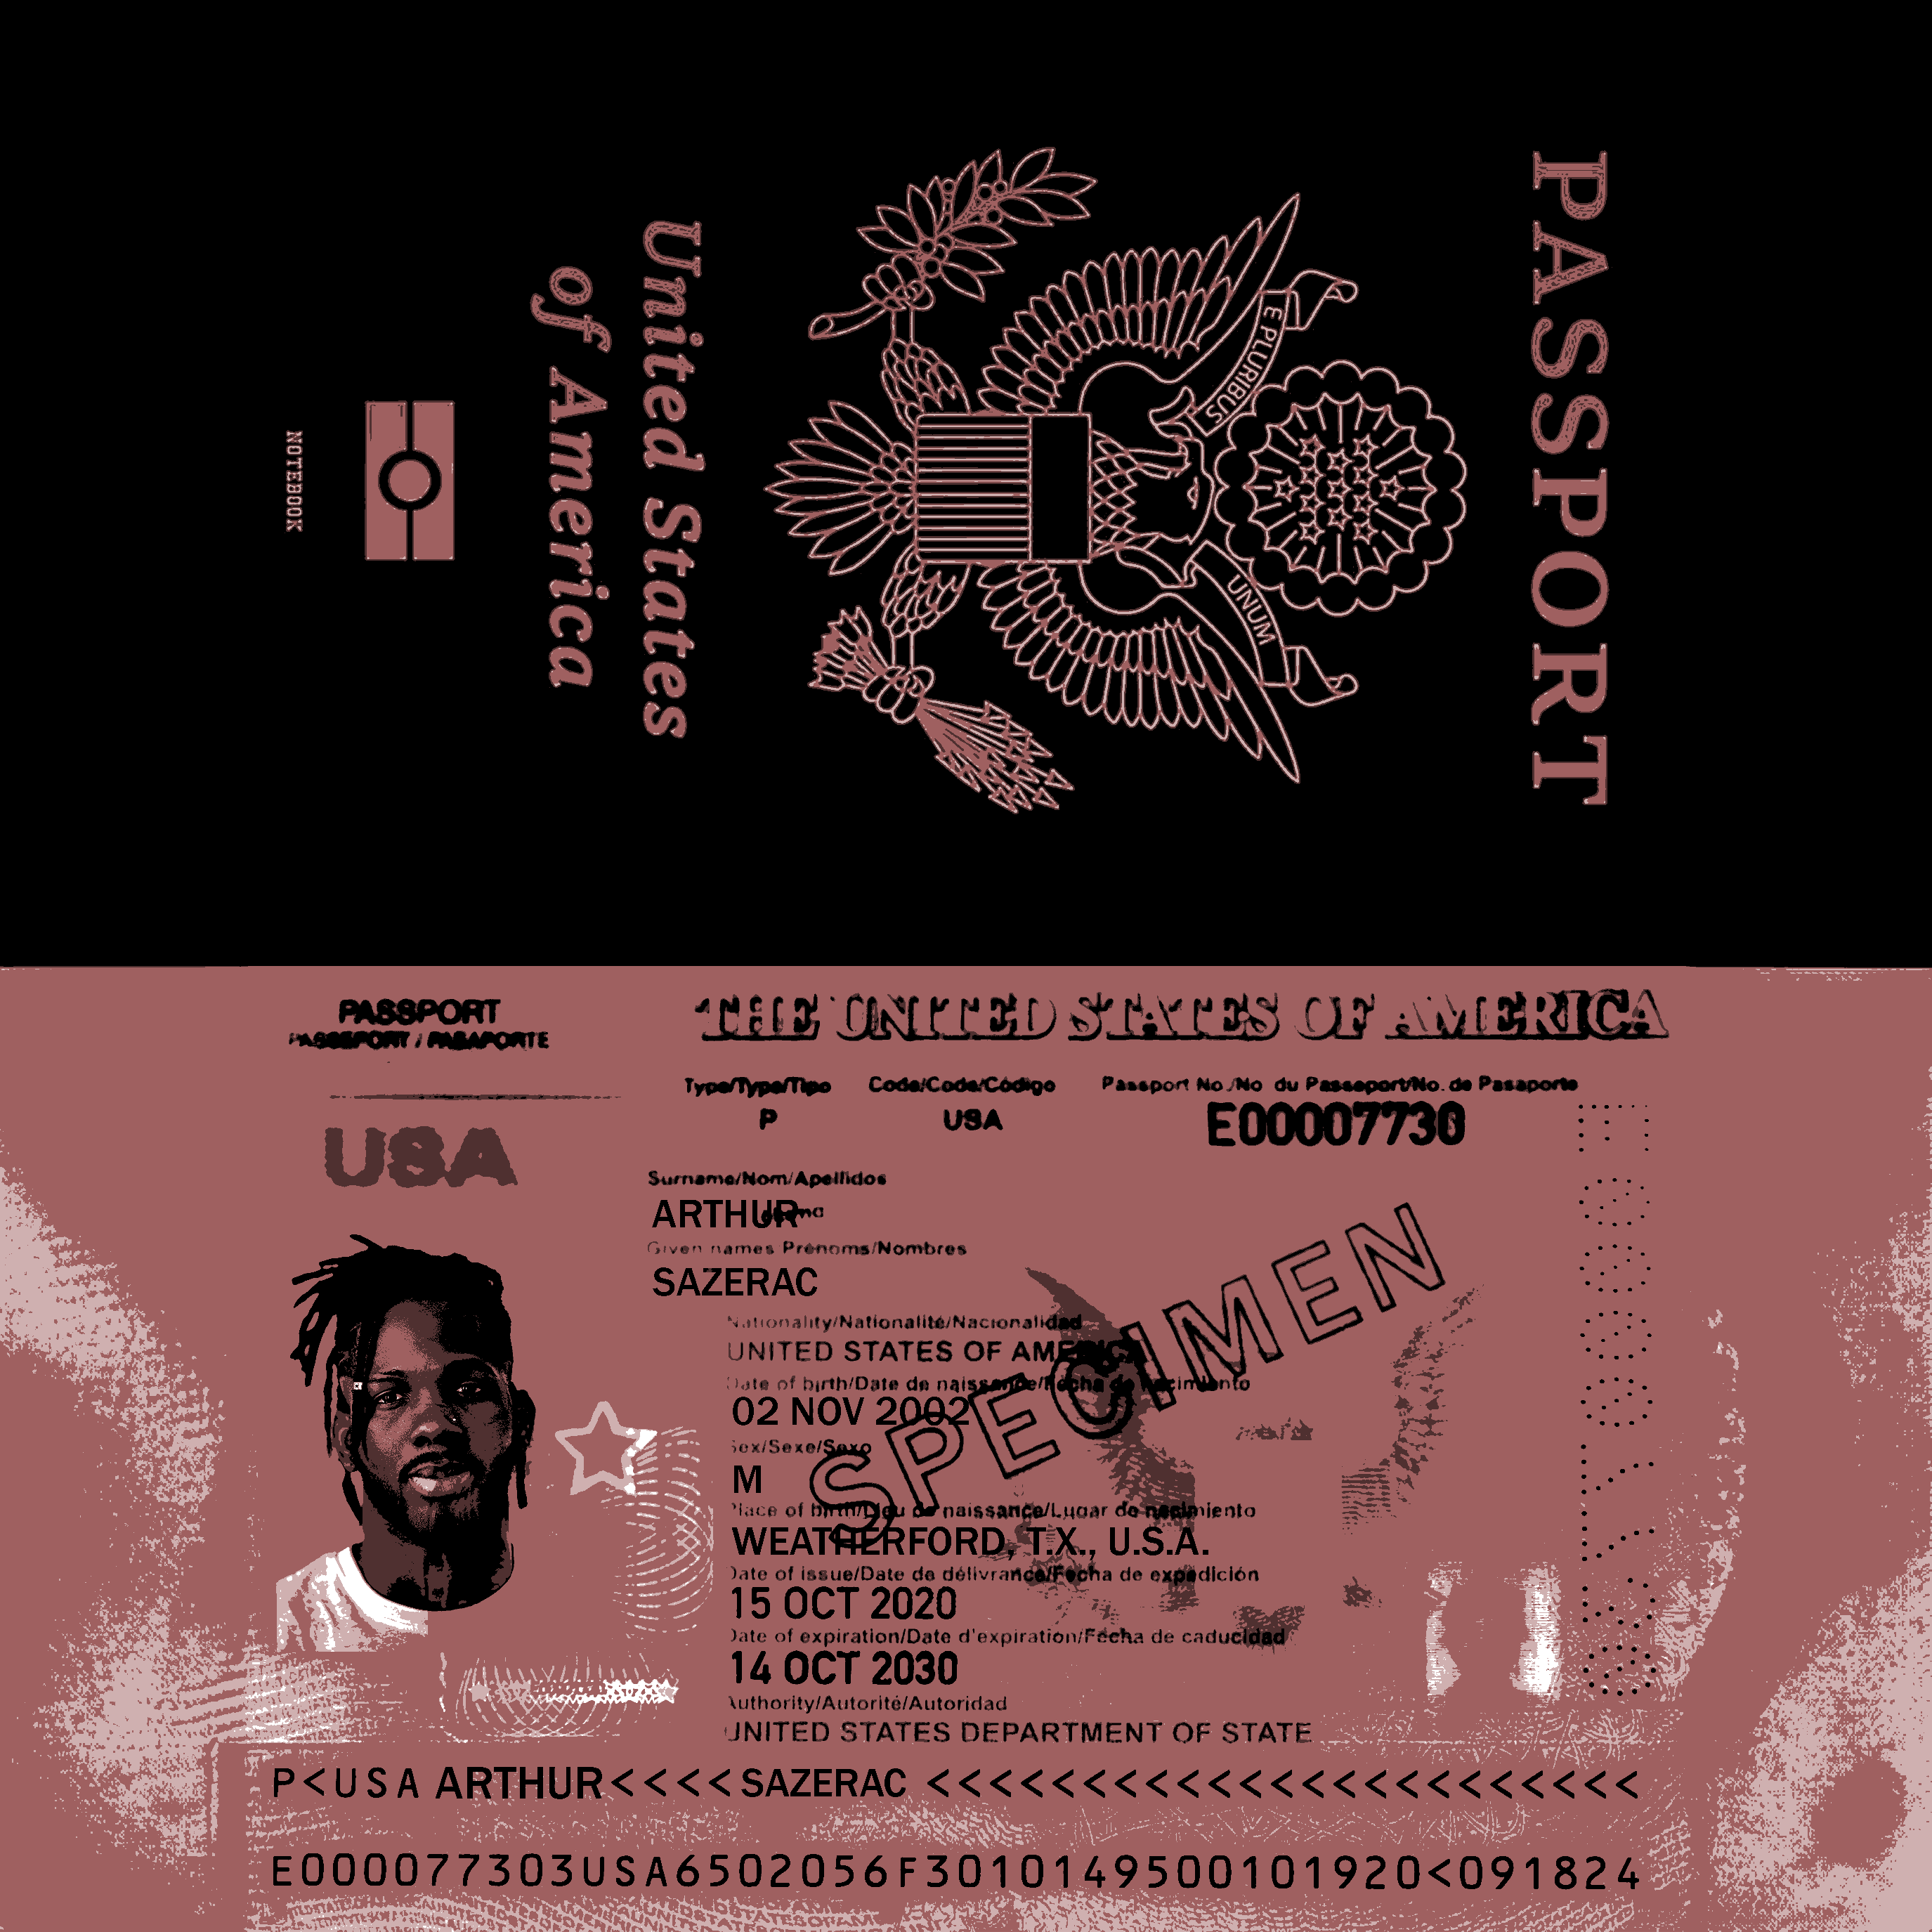 PASSPORT
E PLURIBUS
UNUM
United States
of America
NOTEBOOK
PASSPORT
PASSEPORT / PASAPORTE
THE UNITED STATES OF AMERICA
Type/Type/Tipo Code/Code/Código Passport No./No du Passeport/No. de Pasaporte
P USA E00007730
USA
Surname/Nom/Apellidos
ARTHUR
Given names Prénoms/Nombres
SAZERAC
Nationality/Nationalité/Nacionalidad
UNITED STATES OF AMERICA
Date of birth/Date de naissance/Fecha de nacimiento
02 NOV 2002
Sex/Sexe/Sexo
M
Place of birth/Lieu de naissance/Lugar de nacimiento
WEATHERFORD, T.X., U.S.A.
Date of issue/Date de délivrance/Fecha de expedición
15 OCT 2020
Date of expiration/Date d'expiration/Fecha de caducidad
14 OCT 2030
Authority/Autorité/Autoridad
UNITED STATES DEPARTMENT OF STATE
SPECIMEN
P<USA ARTHUR<<<<SAZERAC <<<<<<<<<<<<<<<<<<<<<<<
E000077303USA6502056F3010149500101920<091824